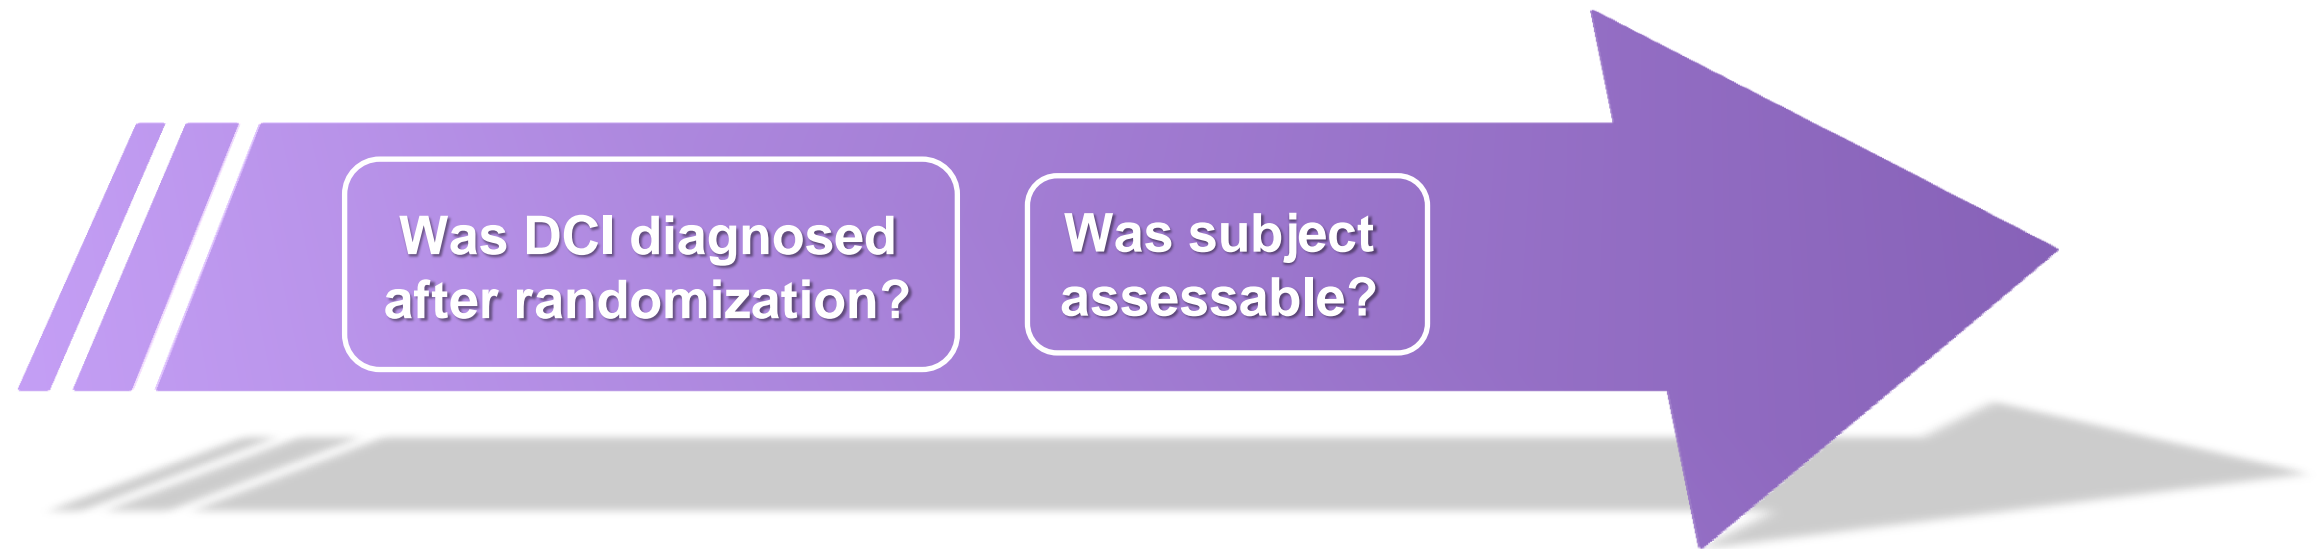 Was DCI diagnosed
after randomization?
Was subject
assessable?